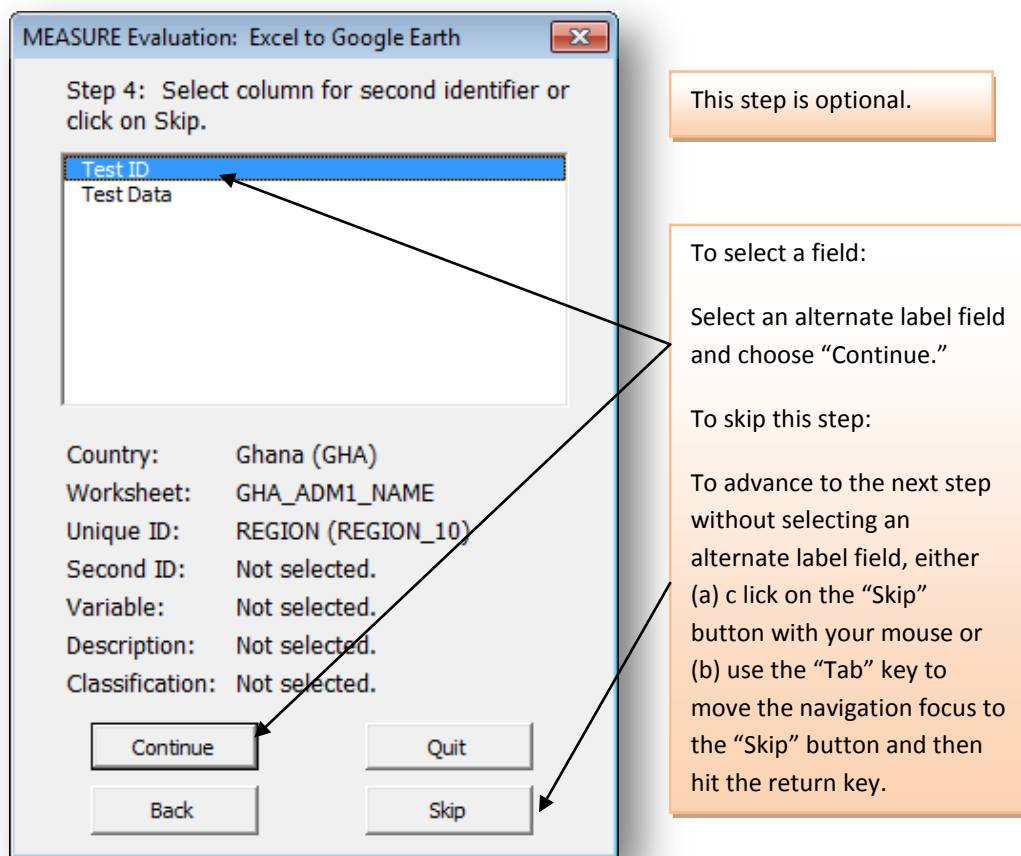 MEASURE Evaluation: Excel to Google Earth
Step 4: Select column for second identifier or
click on Skip.
Test ID
Test Data
Country: Ghana (GHA)
Worksheet: GHA_ADM1_NAME
Unique ID: REGION (REGION_10)
Second ID: Not selected.
Variable: Not selected.
Description: Not selected.
Classification: Not selected.
Continue Quit
Back Skip
This step is optional.
To select a field:
Select an alternate label field
and choose “Continue.”
To skip this step:
To advance to the next step
without selecting an
alternate label field, either
(a) c lick on the “Skip”
button with your mouse or
(b) use the “Tab” key to
move the navigation focus to
the “Skip” button and then
hit the return key.